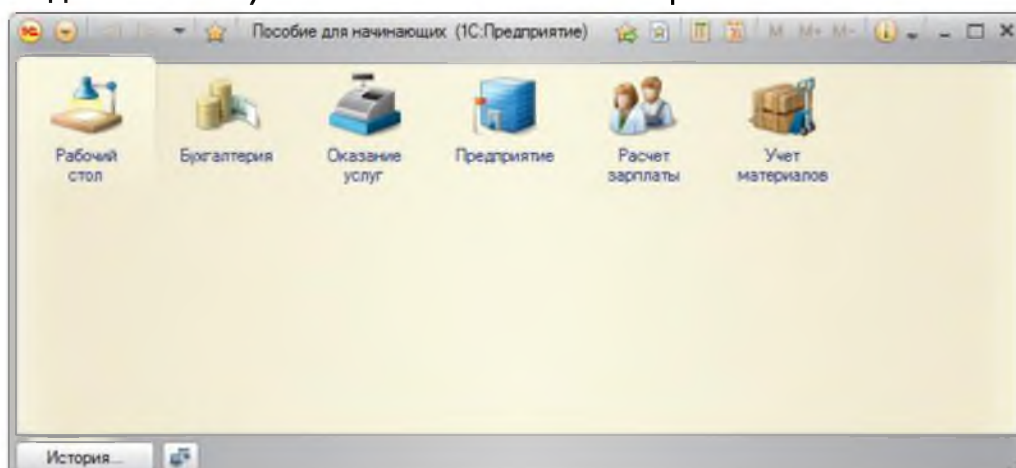 Пособие для начинающих (1С:Предприятие)
M M+ M-
Рабочий
стол
Бухгалтерия
Оказание
услуг
Предприятие
Расчет
зарплаты
Учет
материалов
История...